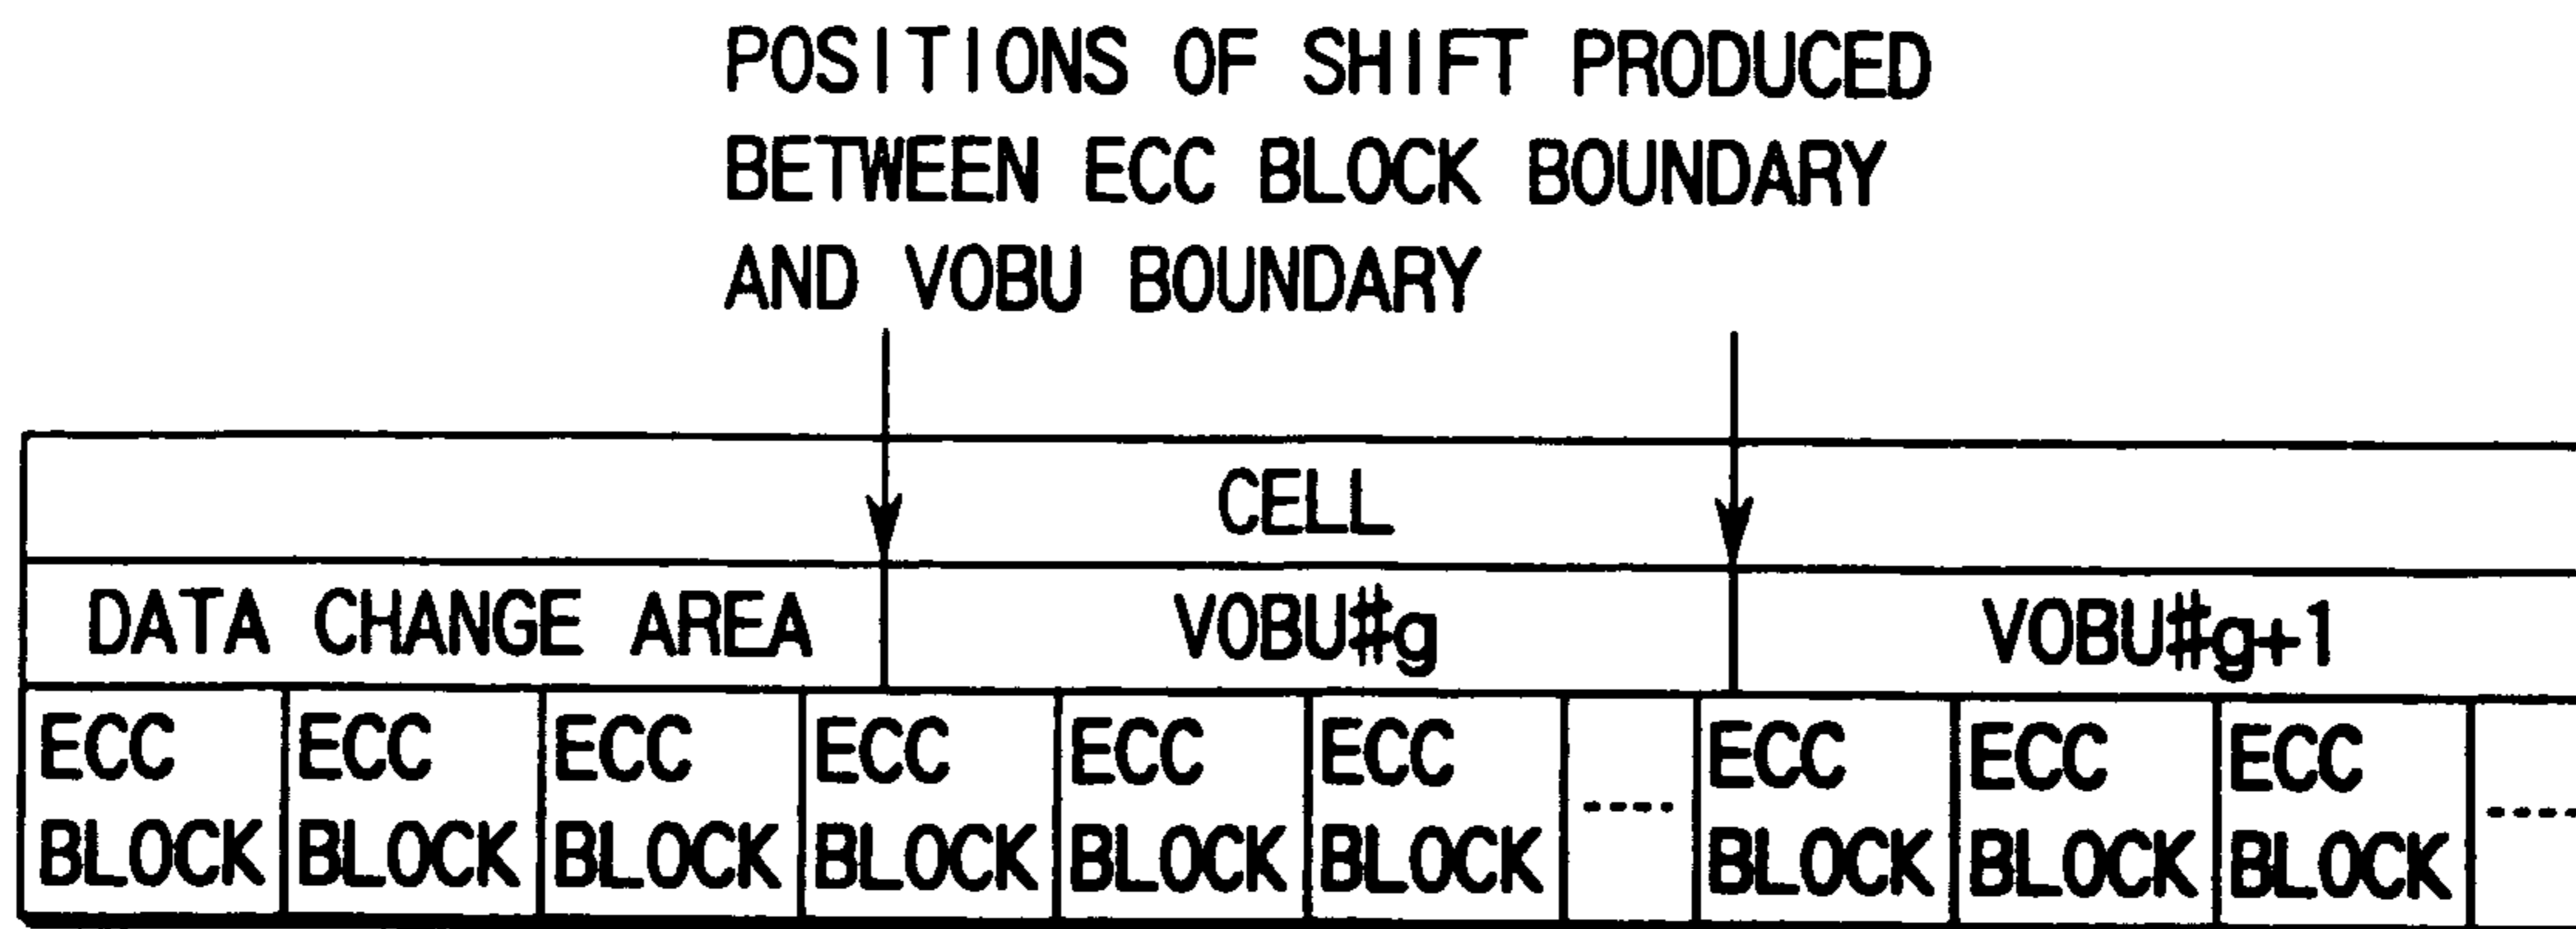 POSITIONS OF SHIFT PRODUCED
BETWEEN ECC BLOCK BOUNDARY
AND VOBU BOUNDARY
CELL
DATA CHANGE AREA VOBU#g VOBU#g+1
ECC ECC ECC ECC ECC ECC ---- ECC ECC ECC ----
BLOCK BLOCK BLOCK BLOCK BLOCK BLOCK BLOCK BLOCK BLOCK